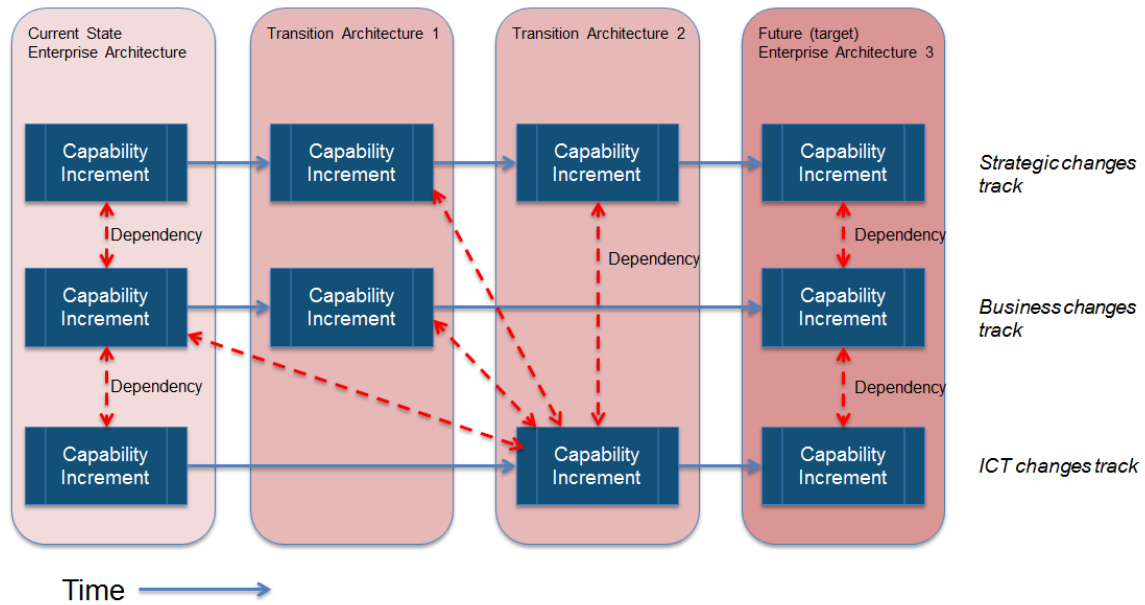 Current State
Enterprise Architecture
Transition Architecture 1
Transition Architecture 2
Future (target)
Enterprise Architecture 3
Capability
Increment
Capability
Increment
Capability
Increment
Capability
Increment
Strategic changes
track
Dependency
Dependency
Dependency
Capability
Increment
Capability
Increment
Capability
Increment
Business changes
track
Dependency
Dependency
Capability
Increment
Capability
Increment
Capability
Increment
ICT changes track
Time